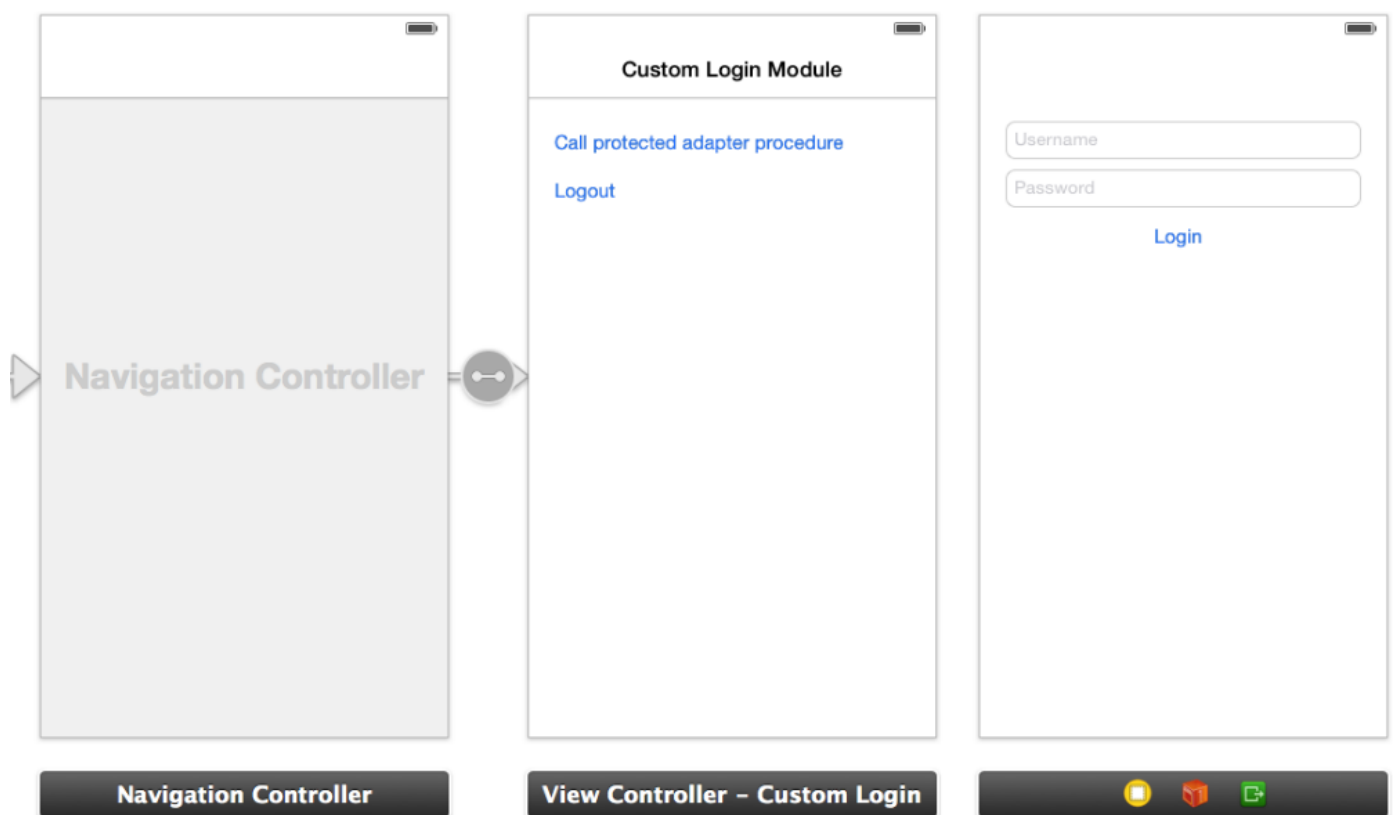 Navigation Controller
Navigation Controller
Custom Login Module
Call protected adapter procedure
Logout
View Controller – Custom Login
Username
Password
Login